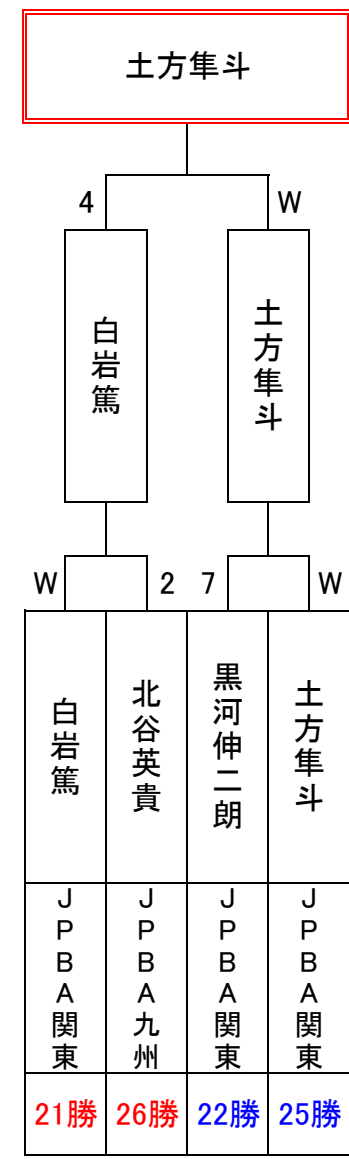 土方隼斗
4
W
白岩篤
土方隼斗
W
2
7
W
白岩篤
北谷英貴
黒河伸二朗
土方隼斗
JPBA関東
JPBA九州
JPBA関東
JPBA関東
21勝
26勝
22勝
25勝